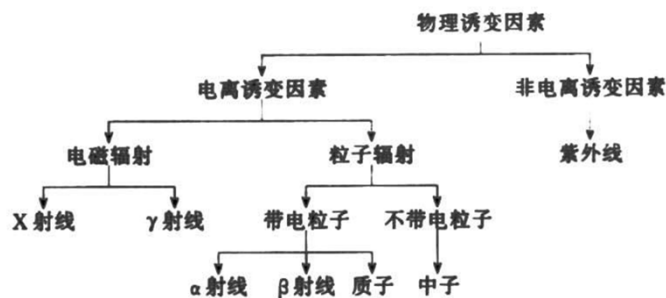 物理诱变因素
电离诱变因素 非电离诱变因素
电磁辐射 粒子辐射 紫外线
X射线 γ射线 带电粒子 不带电粒子
α射线 β射线 质子 中子